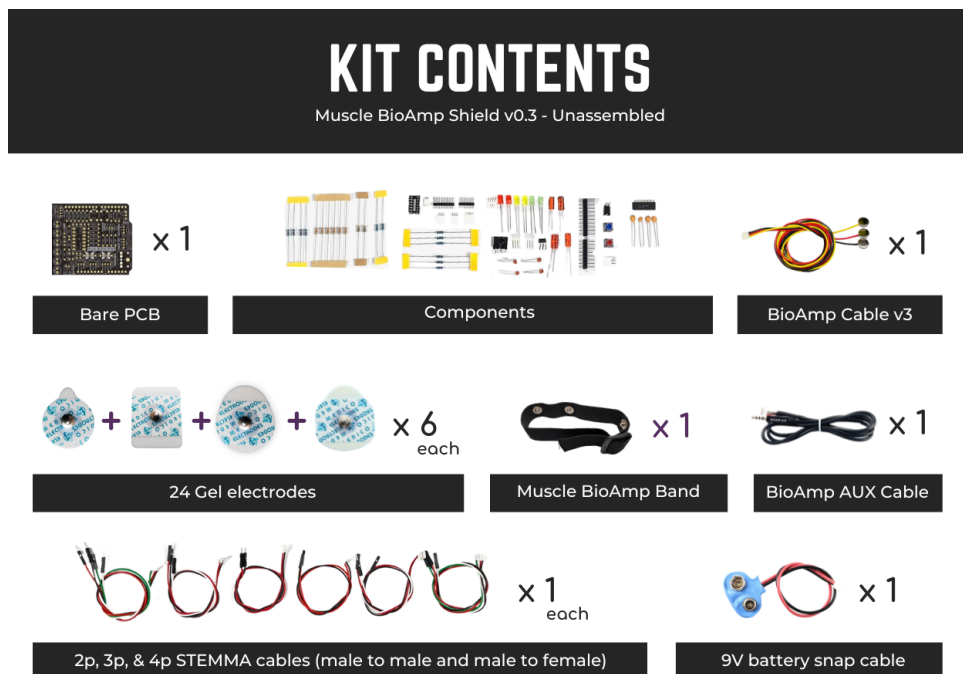 KIT CONTENTS
Muscle BioAmp Shield v0.3 - Unassembled
x 1
x 1
Bare PCB
Components
BioAmp Cable v3
+
+
+
x 6
each
x 1
x 1
24 Gel electrodes
Muscle BioAmp Band
BioAmp AUX Cable
x 1
each
x 1
2p, 3p, & 4p STEMMA cables (male to male and male to female)
9V battery snap cable